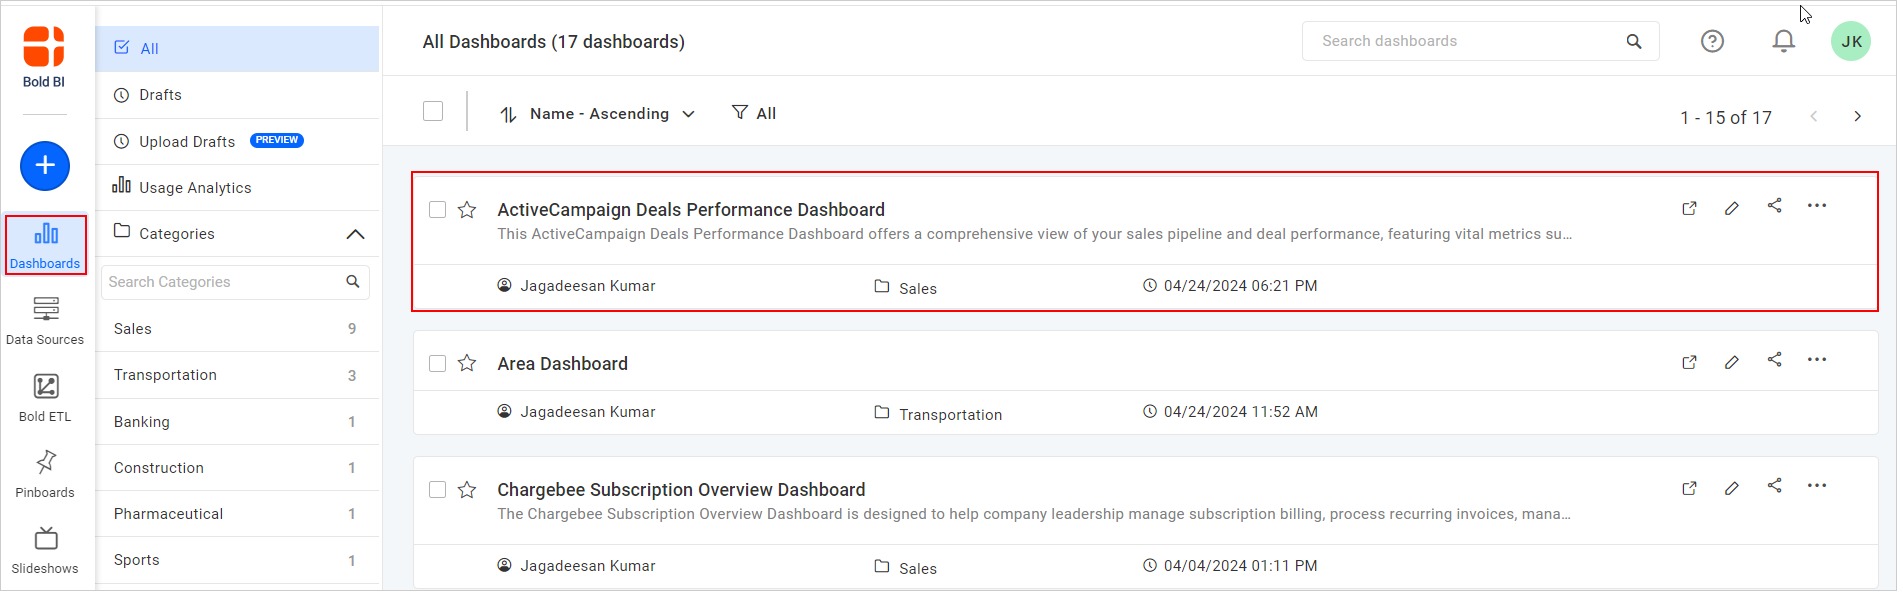 Bold BI
Dashboards
Data Sources
Bold ETL
Pinboards
Slideshows
All
Drafts
Upload Drafts PREVIEW
Usage Analytics
Categories
Search Categories
Sales 9
Transportation 3
Banking 1
Construction 1
Pharmaceutical 1
Sports 1
All Dashboards (17 dashboards)
Search dashboards
JK
Name - Ascending
All
1 - 15 of 17
ActiveCampaign Deals Performance Dashboard
This ActiveCampaign Deals Performance Dashboard offers a comprehensive view of your sales pipeline and deal performance, featuring vital metrics su...
Jagadeesan Kumar Sales 04/24/2024 06:21 PM
Area Dashboard
Jagadeesan Kumar Transportation 04/24/2024 11:52 AM
Chargebee Subscription Overview Dashboard
The Chargebee Subscription Overview Dashboard is designed to help company leadership manage subscription billing, process recurring invoices, mana...
Jagadeesan Kumar Sales 04/04/2024 01:11 PM